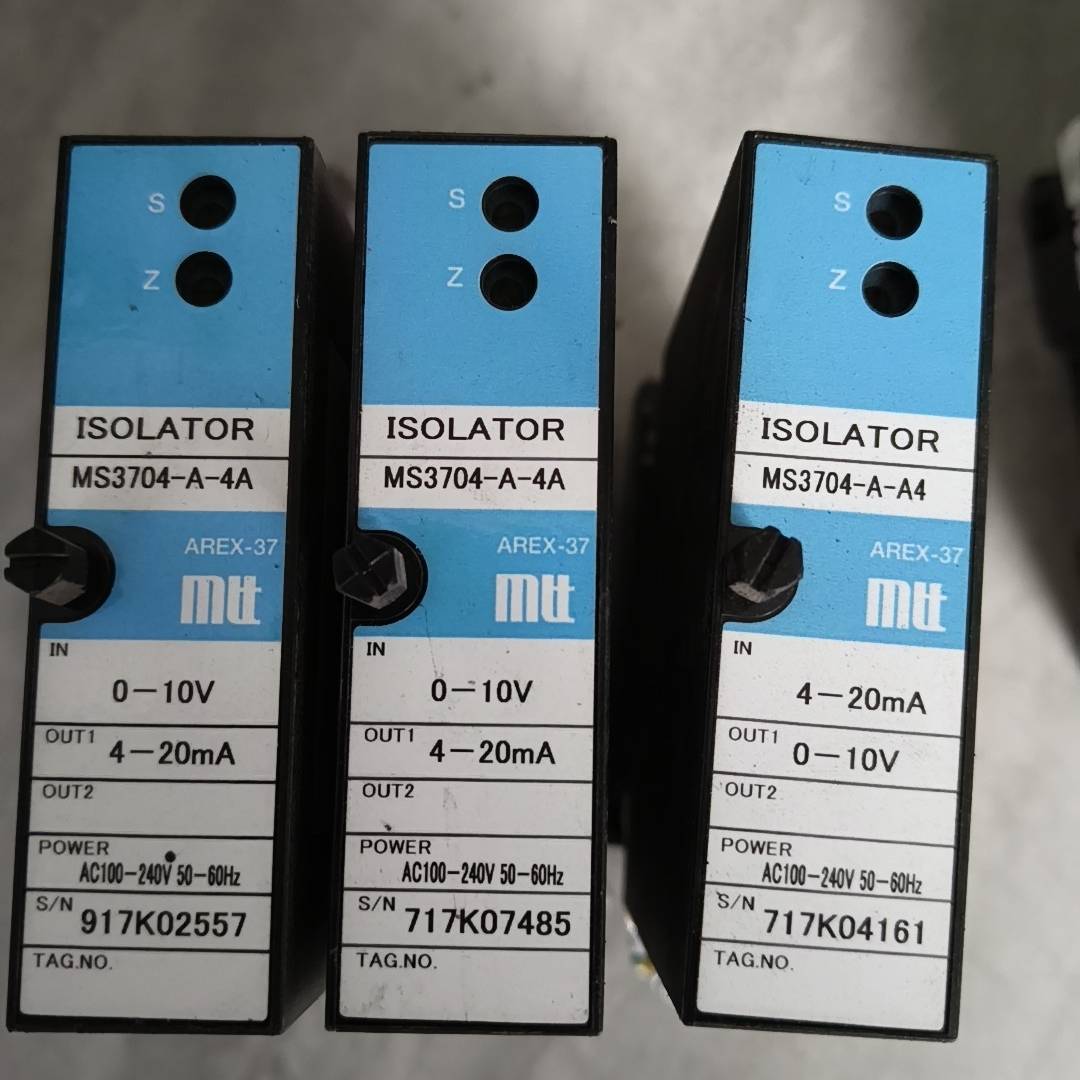 S
Z
ISOLATOR
MS3704-A-4A
AREX-37
mtt
IN
0-10V
OUT1
4-20mA
OUT2
POWER
AC100-240V 50-60Hz
S/N
917K02557
TAG.NO.
S
Z
ISOLATOR
MS3704-A-4A
AREX-37
mtt
IN
0-10V
OUT1
4-20mA
OUT2
POWER
AC100-240V 50-60Hz
S/N
717K07485
TAG.NO.
S
Z
ISOLATOR
MS3704-A-A4
AREX-37
mtt
IN
4-20mA
OUT1
0-10V
OUT2
POWER
AC100-240V 50-60Hz
S/N
717K04161
TAG.NO.